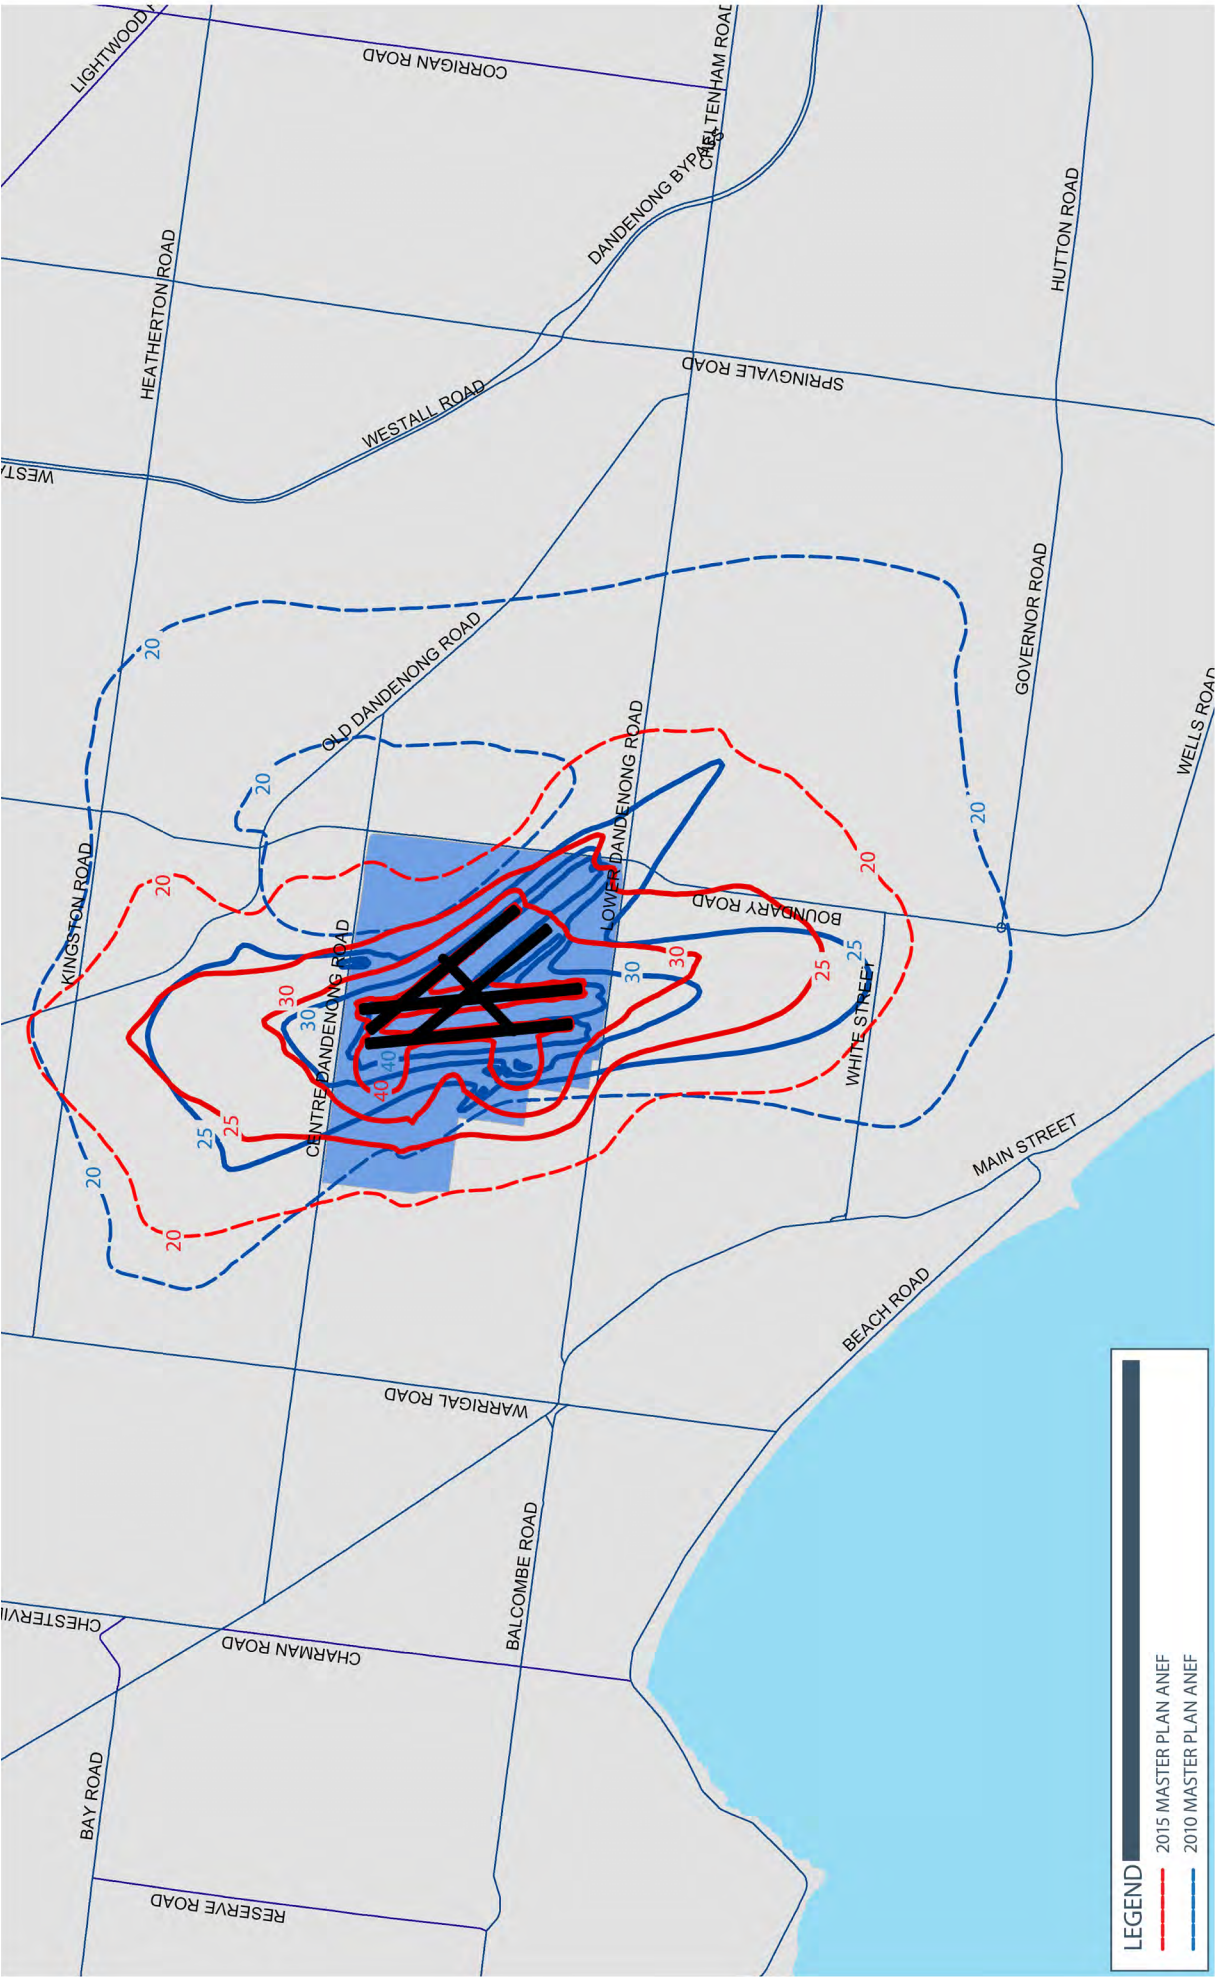 LIGHTWOOD
CORRIGAN ROAD
CHELTENHAM ROAD
DANDENONG BYPASS
HEATHERTON ROAD
HUTTON ROAD
WESTALL ROAD
SPRINGVALE ROAD
WESTA
OLD DANDENONG ROAD
GOVERNOR ROAD
WELLS ROAD
LOWER DANDENONG ROAD
KINGSTON ROAD
BOUNDARY ROAD
CENTRE DANDENONG ROAD
WHITE STREET
MAIN STREET
BEACH ROAD
WARRIGAL ROAD
BALCOMBE ROAD
CHESTERVI
CHARMAN ROAD
BAY ROAD
RESERVE ROAD
20
20
20
20
20
20
20
25
25
25
25
30
30
30
30
40
40
LEGEND
2015 MASTER PLAN ANEF
2010 MASTER PLAN ANEF